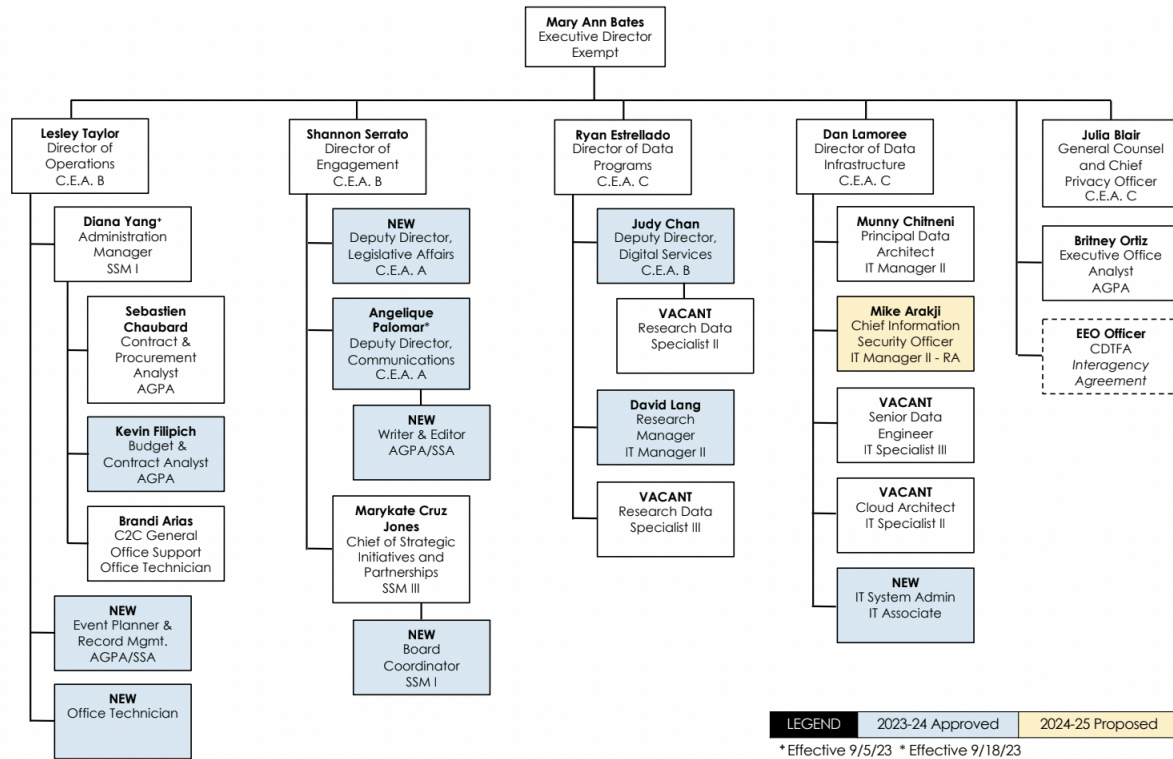 Mary Ann Bates
Executive Director
Exempt
Lesley Taylor
Director of
Operations
C.E.A. B
Diana Yang⁺
Administration
Manager
SSM I
Sebastien
Chaubard
Contract &
Procurement
Analyst
AGPA
Kevin Filipich
Budget &
Contract Analyst
AGPA
Brandi Arias
C2C General
Office Support
Office Technician
NEW
Event Planner &
Record Mgmt.
AGPA/SSA
NEW
Office Technician
Shannon Serrato
Director of
Engagement
C.E.A. B
NEW
Deputy Director,
Legislative Affairs
C.E.A. A
Angelique
Palomar*
Deputy Director,
Communications
C.E.A. A
NEW
Writer & Editor
AGPA/SSA
Marykate Cruz
Jones
Chief of Strategic
Initiatives and
Partnerships
SSM III
NEW
Board
Coordinator
SSM I
Ryan Estrellado
Director of Data
Programs
C.E.A. C
Judy Chan
Deputy Director,
Digital Services
C.E.A. B
VACANT
Research Data
Specialist II
David Lang
Research
Manager
IT Manager II
VACANT
Research Data
Specialist III
Dan Lamoree
Director of Data
Infrastructure
C.E.A. C
Munny Chitneni
Principal Data
Architect
IT Manager II
Mike Arakji
Chief Information
Security Officer
IT Manager II - RA
VACANT
Senior Data
Engineer
IT Specialist III
VACANT
Cloud Architect
IT Specialist II
NEW
IT System Admin
IT Associate
Julia Blair
General Counsel
and Chief
Privacy Officer
C.E.A. C
Britney Ortiz
Executive Office
Analyst
AGPA
EEO Officer
CDTFA
Interagency
Agreement
LEGEND 2023-24 Approved 2024-25 Proposed
⁺ Effective 9/5/23 * Effective 9/18/23